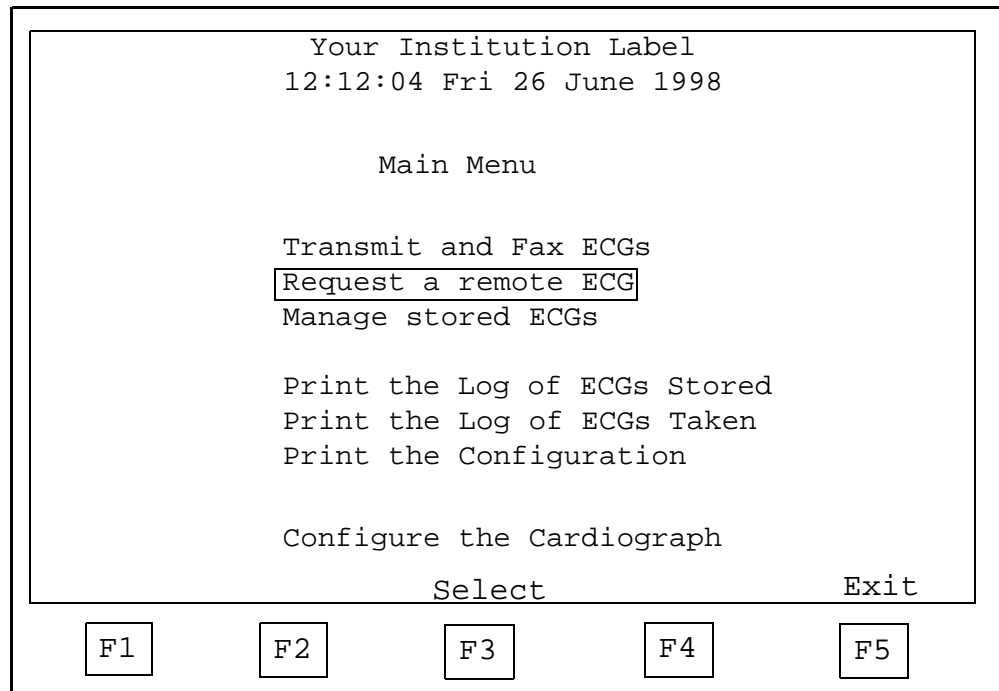 Your Institution Label
12:12:04 Fri 26 June 1998
Main Menu
Transmit and Fax ECGs
Request a remote ECG
Manage stored ECGs
Print the Log of ECGs Stored
Print the Log of ECGs Taken
Print the Configuration
Configure the Cardiograph
Select Exit
F1 F2 F3 F4 F5